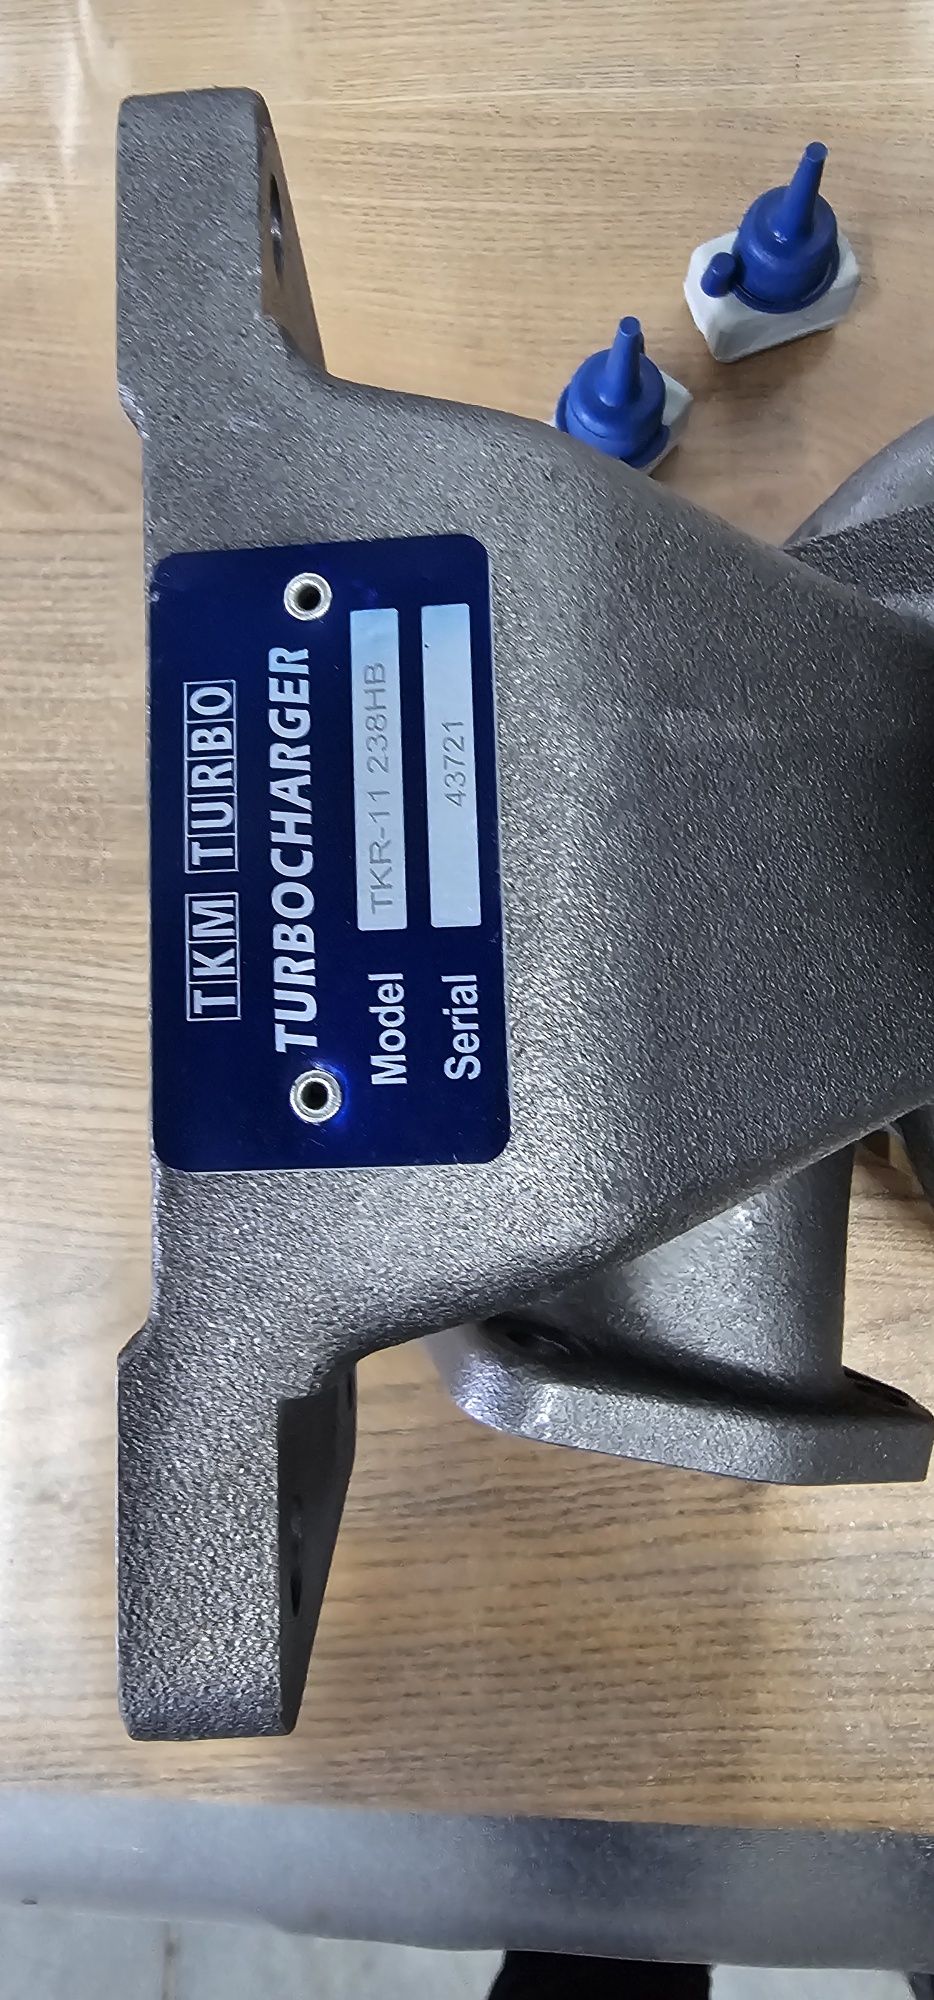 TKM TURBO
TURBOCHARGER
Model TKR-11 238HB
Serial 43721